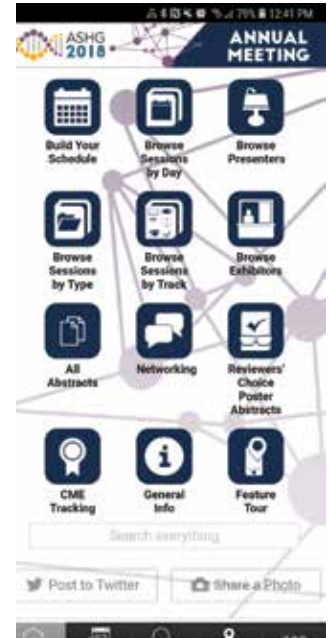 79% 12:41 PM
ASHG
2018
ANNUAL
MEETING
Build Your
Schedule
Browse
Sessions
by Day
Browse
Presenters
Browse
Sessions
by Type
Browse
Sessions
by Track
Browse
Exhibitors
All
Abstracts
Networking
Reviewers'
Choice
Poster
Abstracts
CME
Tracking
General
Info
Feature
Tour
Search everything
Post to Twitter
Share a Photo